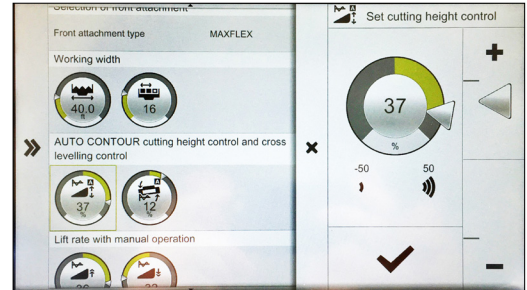 Selection of front attachment
Front attachment type MAXFLEX
Working width
40.0
ft
16
AUTO CONTOUR cutting height control and cross
levelling control
A
37
%
A
12
%
Lift rate with manual operation
A
Set cutting height control
37
%
-50 50